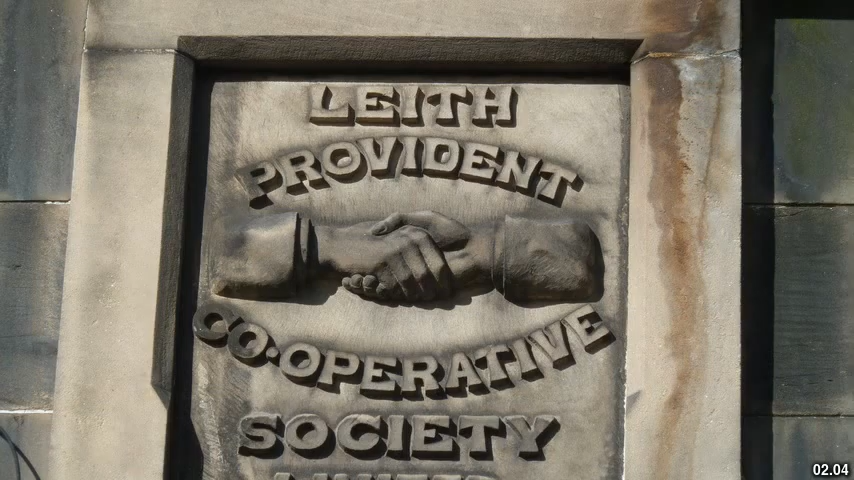 LEITH
PROVIDENT
CO·OPERATIVE
SOCIETY
02.04